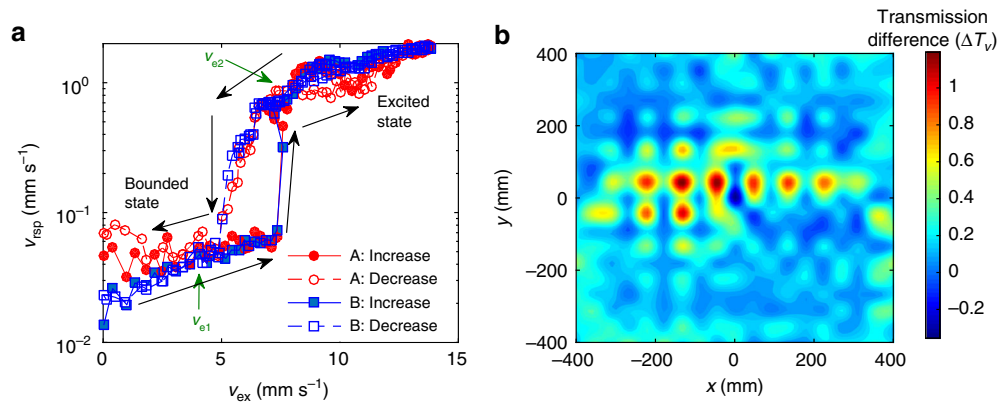 a
v_rsp (mm s⁻¹)
10⁰
10⁻¹
10⁻²
v_e2
Excited
state
Bounded
state
v_e1
A: Increase
A: Decrease
B: Increase
B: Decrease
0 5 10 15
v_ex (mm s⁻¹)
b
Transmission
difference (ΔT_v)
y (mm)
400
200
0
−200
−400
−400 −200 0 200 400
x (mm)
1
0.8
0.6
0.4
0.2
0
−0.2